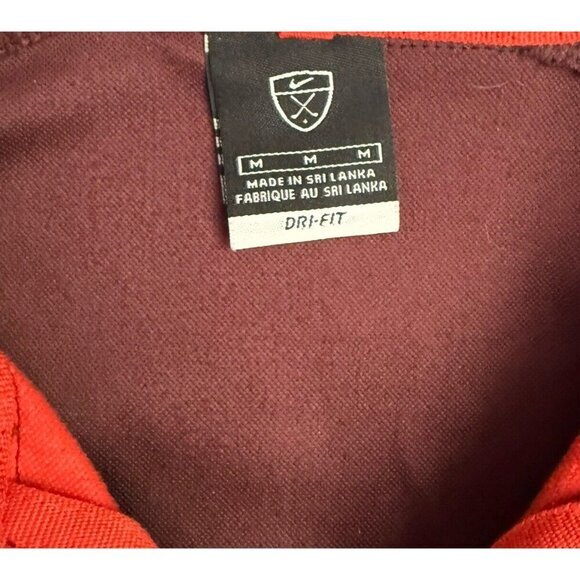 M M M
MADE IN SRI LANKA
FABRIQUE AU SRI LANKA
DRI-FIT